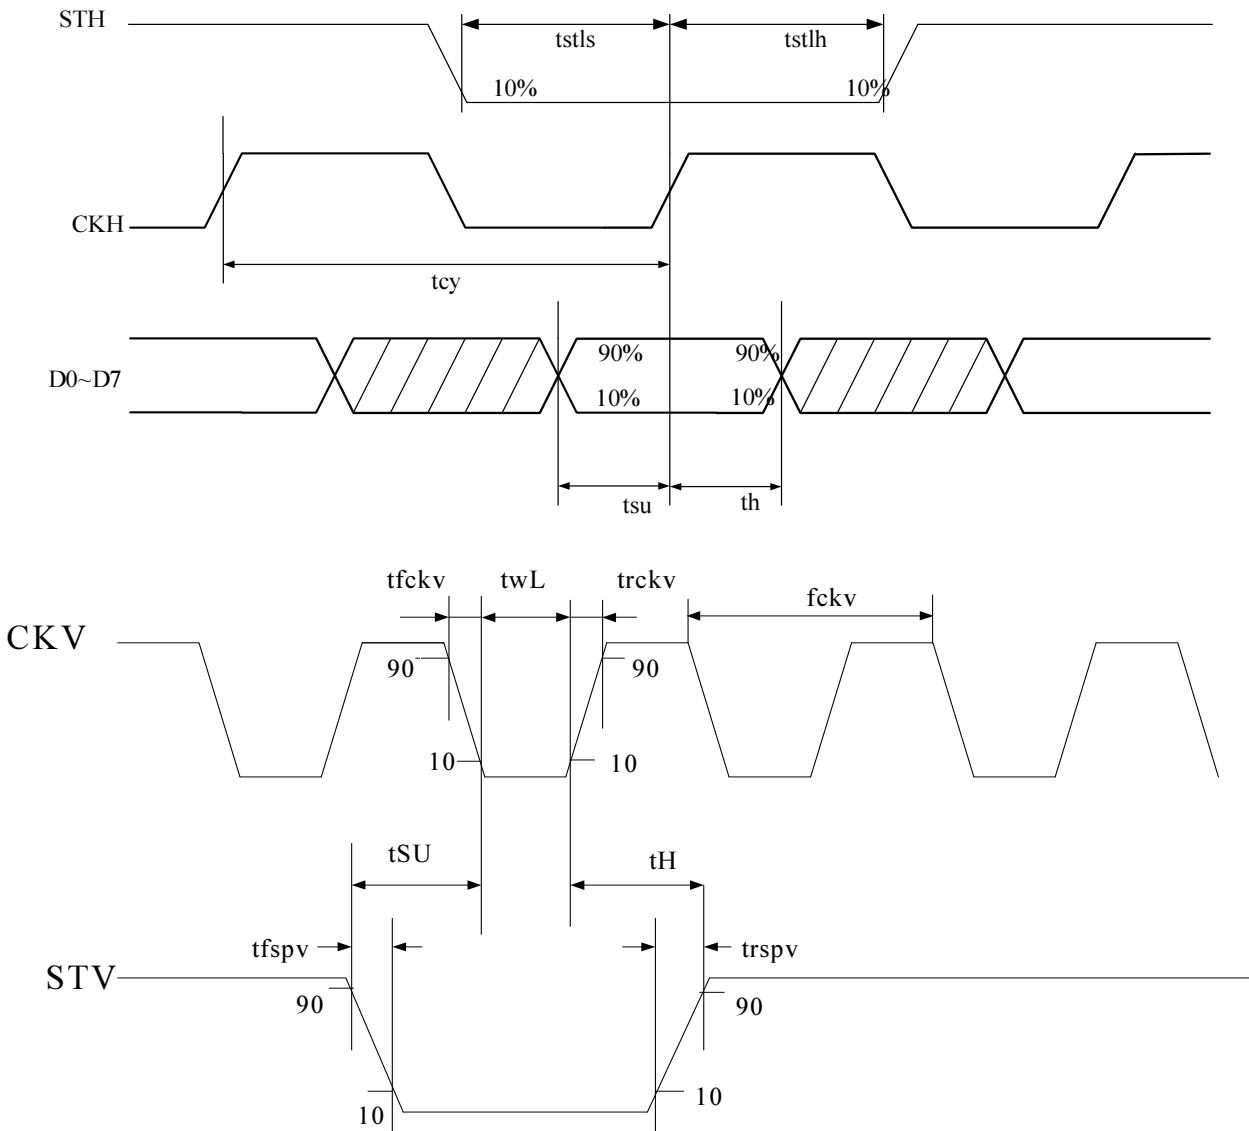 STH
tstls
tstlh
10%
10%
CKH
tcy
D0~D7
90%
90%
10%
10%
tsu
th
tfckv
twL
trckv
fckv
CKV
90
90
10
10
tSU
tH
tfspv
trspv
STV
90
90
10
10